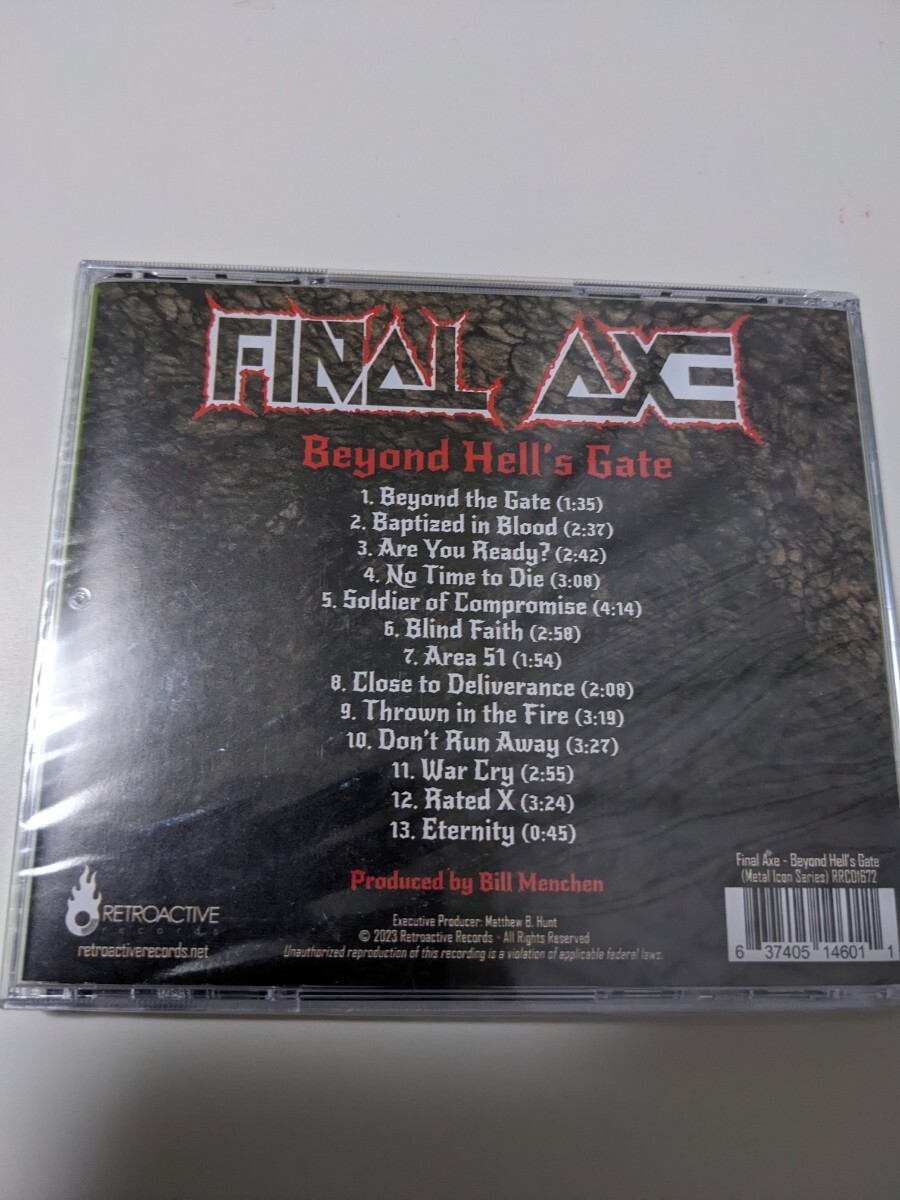 FINAL AXE
Beyond Hell's Gate
1. Beyond the Gate (1:35)
2. Baptized in Blood (2:37)
3. Are You Ready? (2:42)
4. No Time to Die (3:08)
5. Soldier of Compromise (4:14)
6. Blind Faith (2:58)
7. Area 51 (1:54)
8. Close to Deliverance (2:08)
9. Thrown in the Fire (3:19)
10. Don't Run Away (3:27)
11. War Cry (2:55)
12. Rated X (3:24)
13. Eternity (0:45)
Produced by Bill Menchen
Executive Producer: Matthew B. Hunt
© 2023 Retroactive Records - All Rights Reserved
Unauthorized reproduction of this recording is a violation of applicable federal laws.
RETROACTIVE
records
retroactiverecords.net
Final Axe - Beyond Hell's Gate
(Metal Icon Series) RRCD1672
6 37405 14601 1